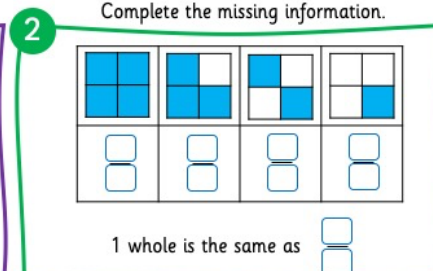 Complete the missing information.
2
1 whole is the same as